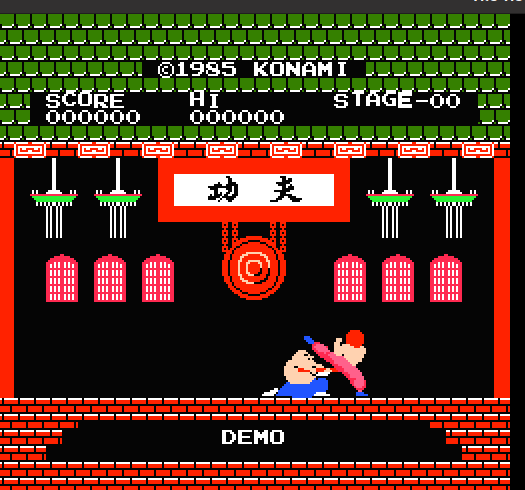 ©1985 KONAMI
SCORE HI STAGE-00
000000 000000
功夫
DEMO